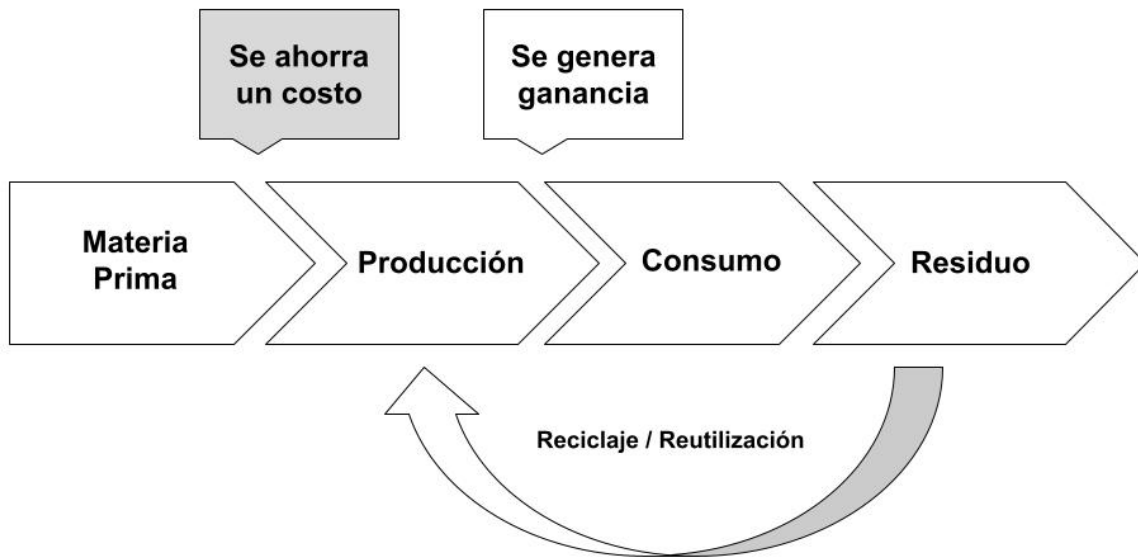 Se ahorra
un costo
Se genera
ganancia
Materia
Prima
Producción
Consumo
Residuo
Reciclaje / Reutilización